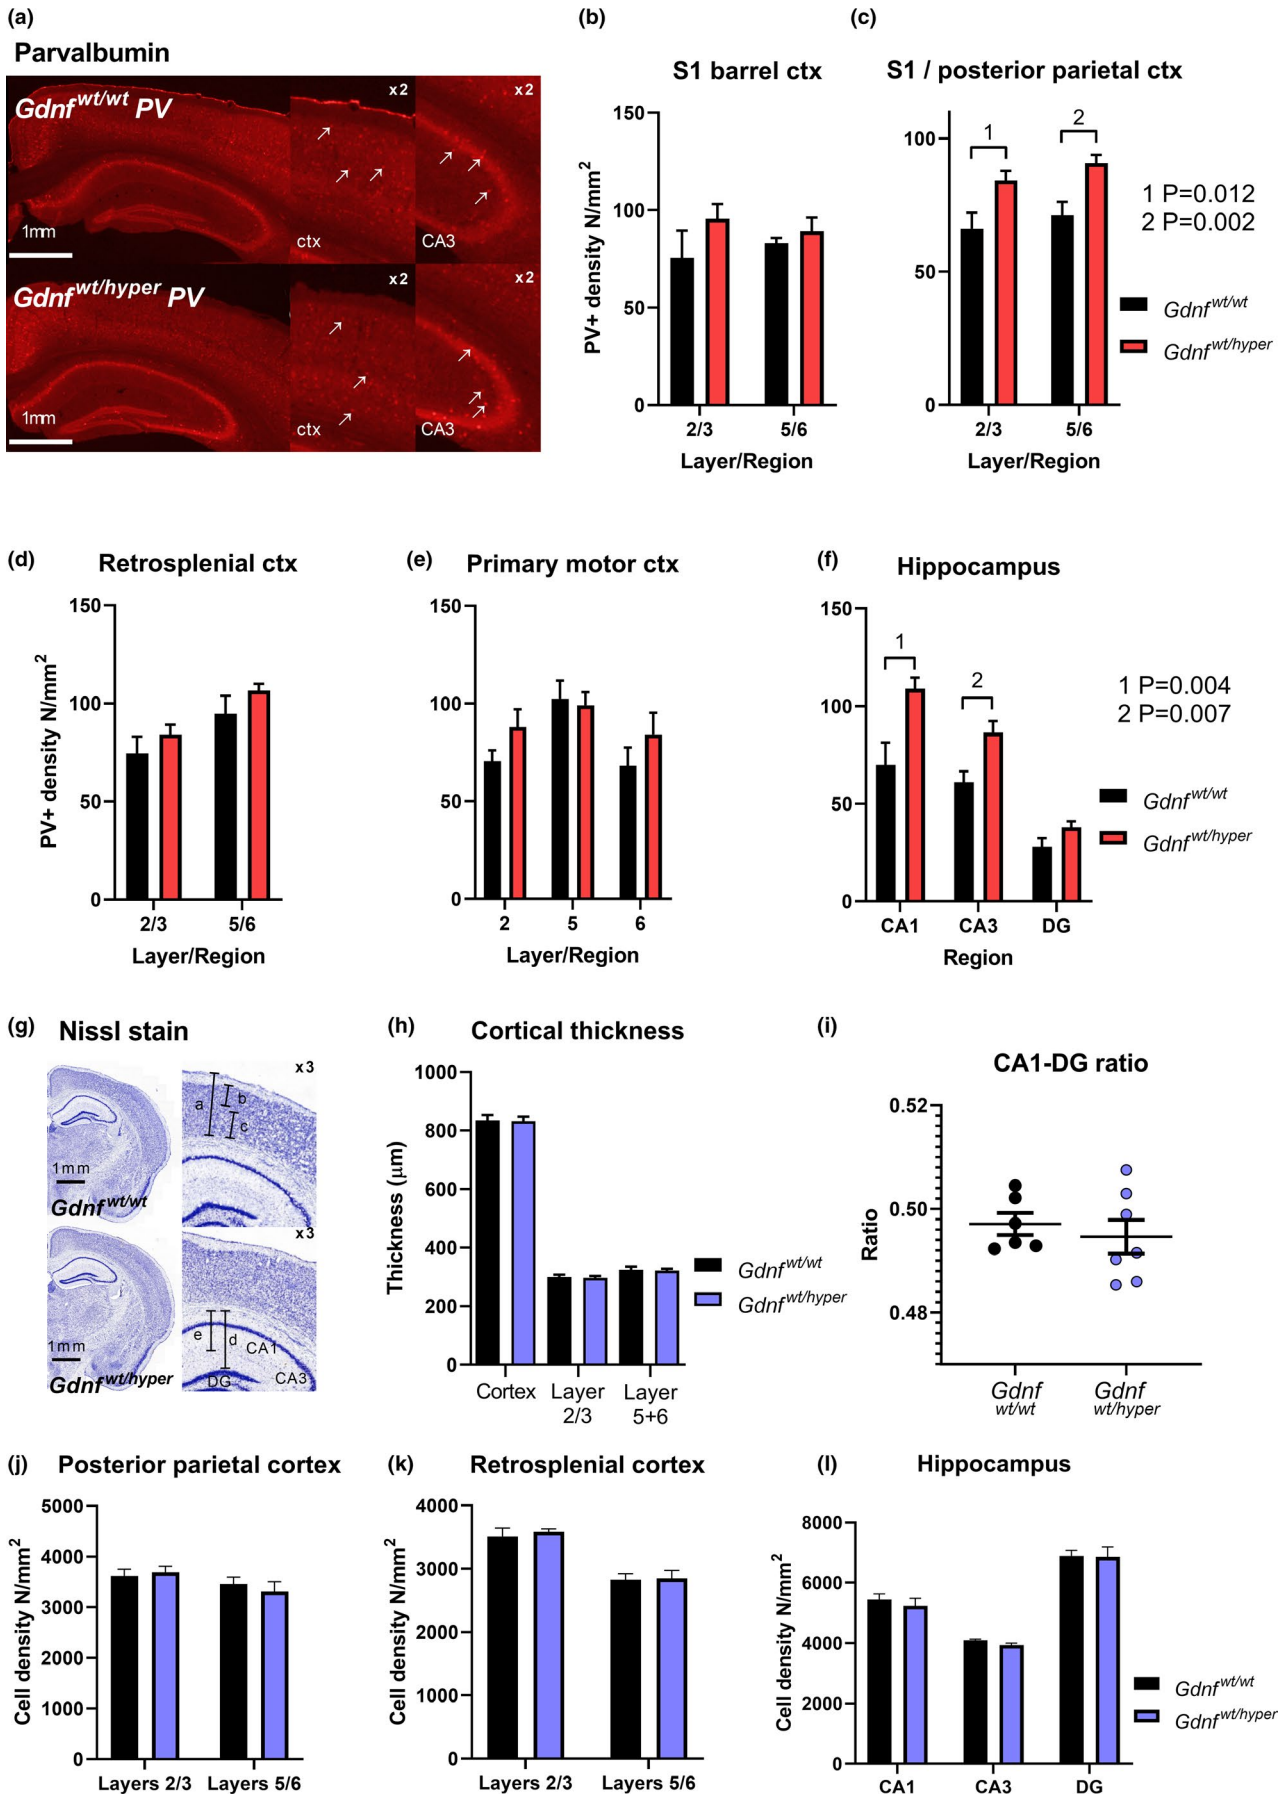 (a)
Parvalbumin
Gdnf wt/wt PV
x2
x2
1mm
ctx
CA3
Gdnf wt/hyper PV
x2
x2
1mm
ctx
CA3
(b)
S1 barrel ctx
PV+ density N/mm2
150
100
50
0
2/3 5/6
Layer/Region
(c)
S1 / posterior parietal ctx
100
50
0
1
2
1 P=0.012
2 P=0.002
Gdnf wt/wt
Gdnf wt/hyper
2/3 5/6
Layer/Region
(d)
Retrosplenial ctx
PV+ density N/mm2
150
100
50
0
2/3 5/6
Layer/Region
(e)
Primary motor ctx
150
100
50
0
2 5 6
Layer/Region
(f)
Hippocampus
150
100
50
0
1
2
1 P=0.004
2 P=0.007
Gdnf wt/wt
Gdnf wt/hyper
CA1 CA3 DG
Region
(g)
Nissl stain
x3
a
b
c
1mm
Gdnf wt/wt
x3
e
d
CA1
DG
CA3
1mm
Gdnf wt/hyper
(h)
Cortical thickness
Thickness (μm)
1000
800
600
400
200
0
Cortex Layer Layer
2/3 5+6
Gdnf wt/wt
Gdnf wt/hyper
(i)
CA1-DG ratio
Ratio
0.52
0.50
0.48
Gdnf Gdnf
wt/wt wt/hyper
(j)
Posterior parietal cortex
Cell density N/mm2
5000
4000
3000
2000
1000
0
Layers 2/3 Layers 5/6
(k)
Retrosplenial cortex
Cell density N/mm2
4000
3000
2000
1000
0
Layers 2/3 Layers 5/6
(l)
Hippocampus
Cell density N/mm2
8000
6000
4000
2000
0
CA1 CA3 DG
Gdnf wt/wt
Gdnf wt/hyper